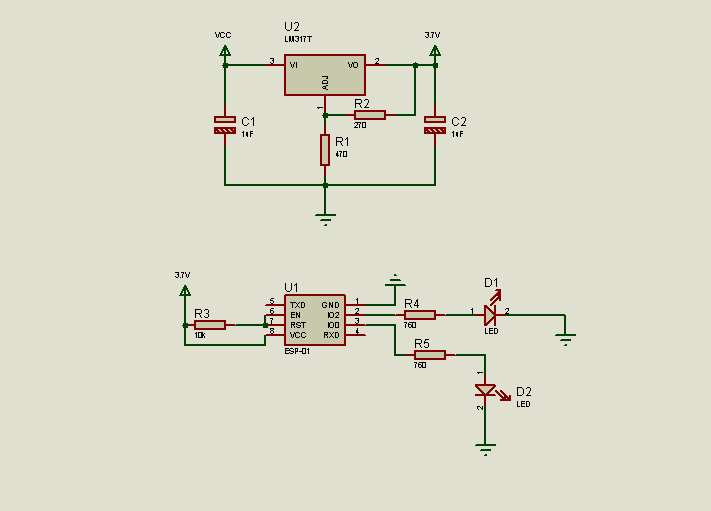 U2
LM317T
VCC
3.7V
3
VI
VO
2
ADJ
1
C1
1uF
R2
270
R1
470
C2
1uF
3.7V
U1
5
TXD
GND
1
6
EN
IO2
2
7
RST
IO0
3
8
VCC
RXD
4
ESP-01
R3
10k
R4
760
D1
1
2
LED
R5
760
1
D2
LED
2